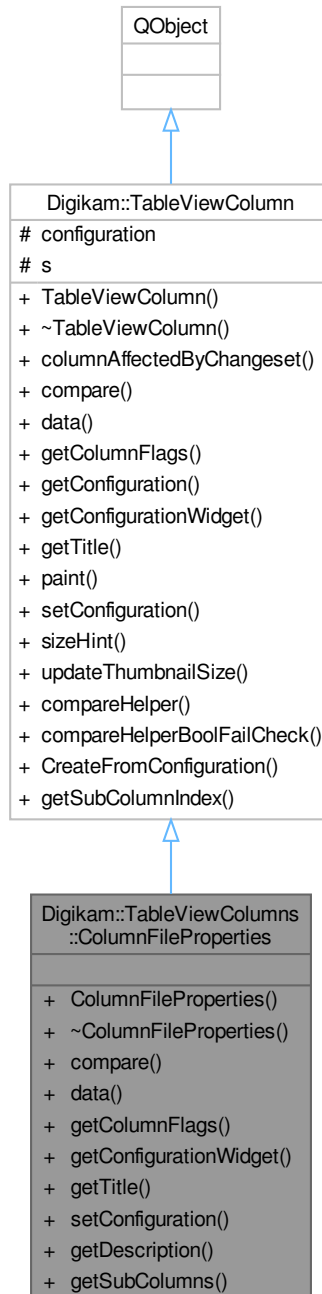 QObject
Digikam::TableViewColumn
# configuration
# s
+ TableViewColumn()
+ ~TableViewColumn()
+ columnAffectedByChangeset()
+ compare()
+ data()
+ getColumnFlags()
+ getConfiguration()
+ getConfigurationWidget()
+ getTitle()
+ paint()
+ setConfiguration()
+ sizeHint()
+ updateThumbnailSize()
+ compareHelper()
+ compareHelperBoolFailCheck()
+ CreateFromConfiguration()
+ getSubColumnIndex()
Digikam::TableViewColumns
::ColumnFileProperties
+ ColumnFileProperties()
+ ~ColumnFileProperties()
+ compare()
+ data()
+ getColumnFlags()
+ getConfigurationWidget()
+ getTitle()
+ setConfiguration()
+ getDescription()
+ getSubColumns()